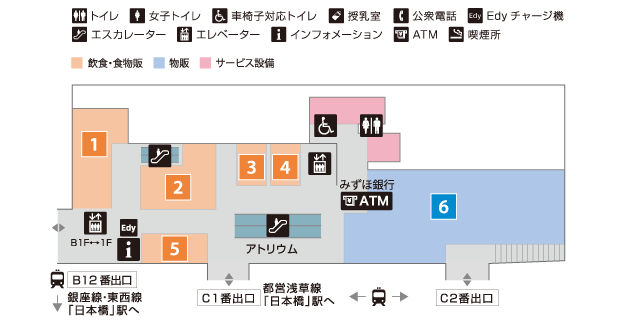 トイレ 女子トイレ 車椅子対応トイレ 授乳室 公衆電話 Edy Edy チャージ機
エスカレーター エレベーター i インフォメーション ATM 喫煙所
飲食・食物販 物販 サービス設備
1
2
3
4
みずほ銀行
ATM
6
B1F↔1F
Edy
i
5
アトリウム
B12番出口
銀座線・東西線
「日本橋」駅へ
C1番出口
都営浅草線
「日本橋」駅へ
C2番出口